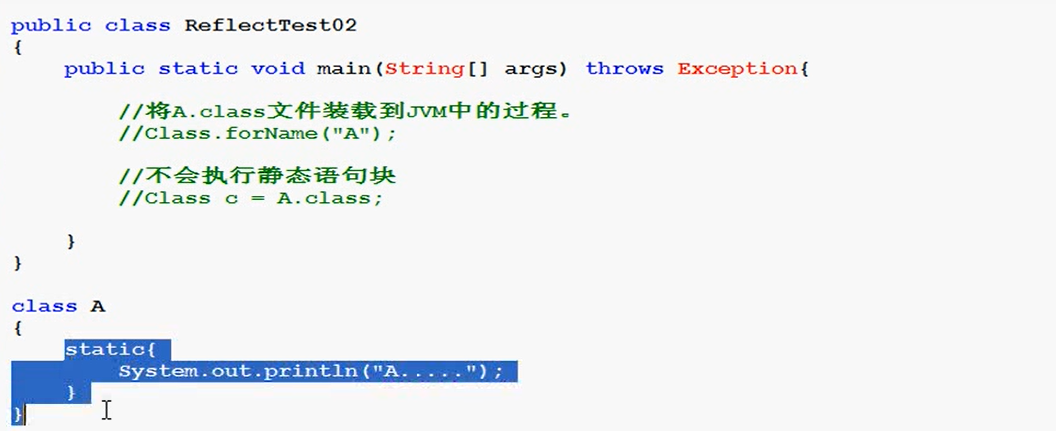 public class ReflectTest02
{
    public static void main(String[] args) throws Exception{
        //将A.class文件装载到JVM中的过程。
        //Class.forName("A");
        //不会执行静态语句块
        //Class c = A.class;
    }
}
class A
{
    static{
        System.out.println("A.....");
    }
}